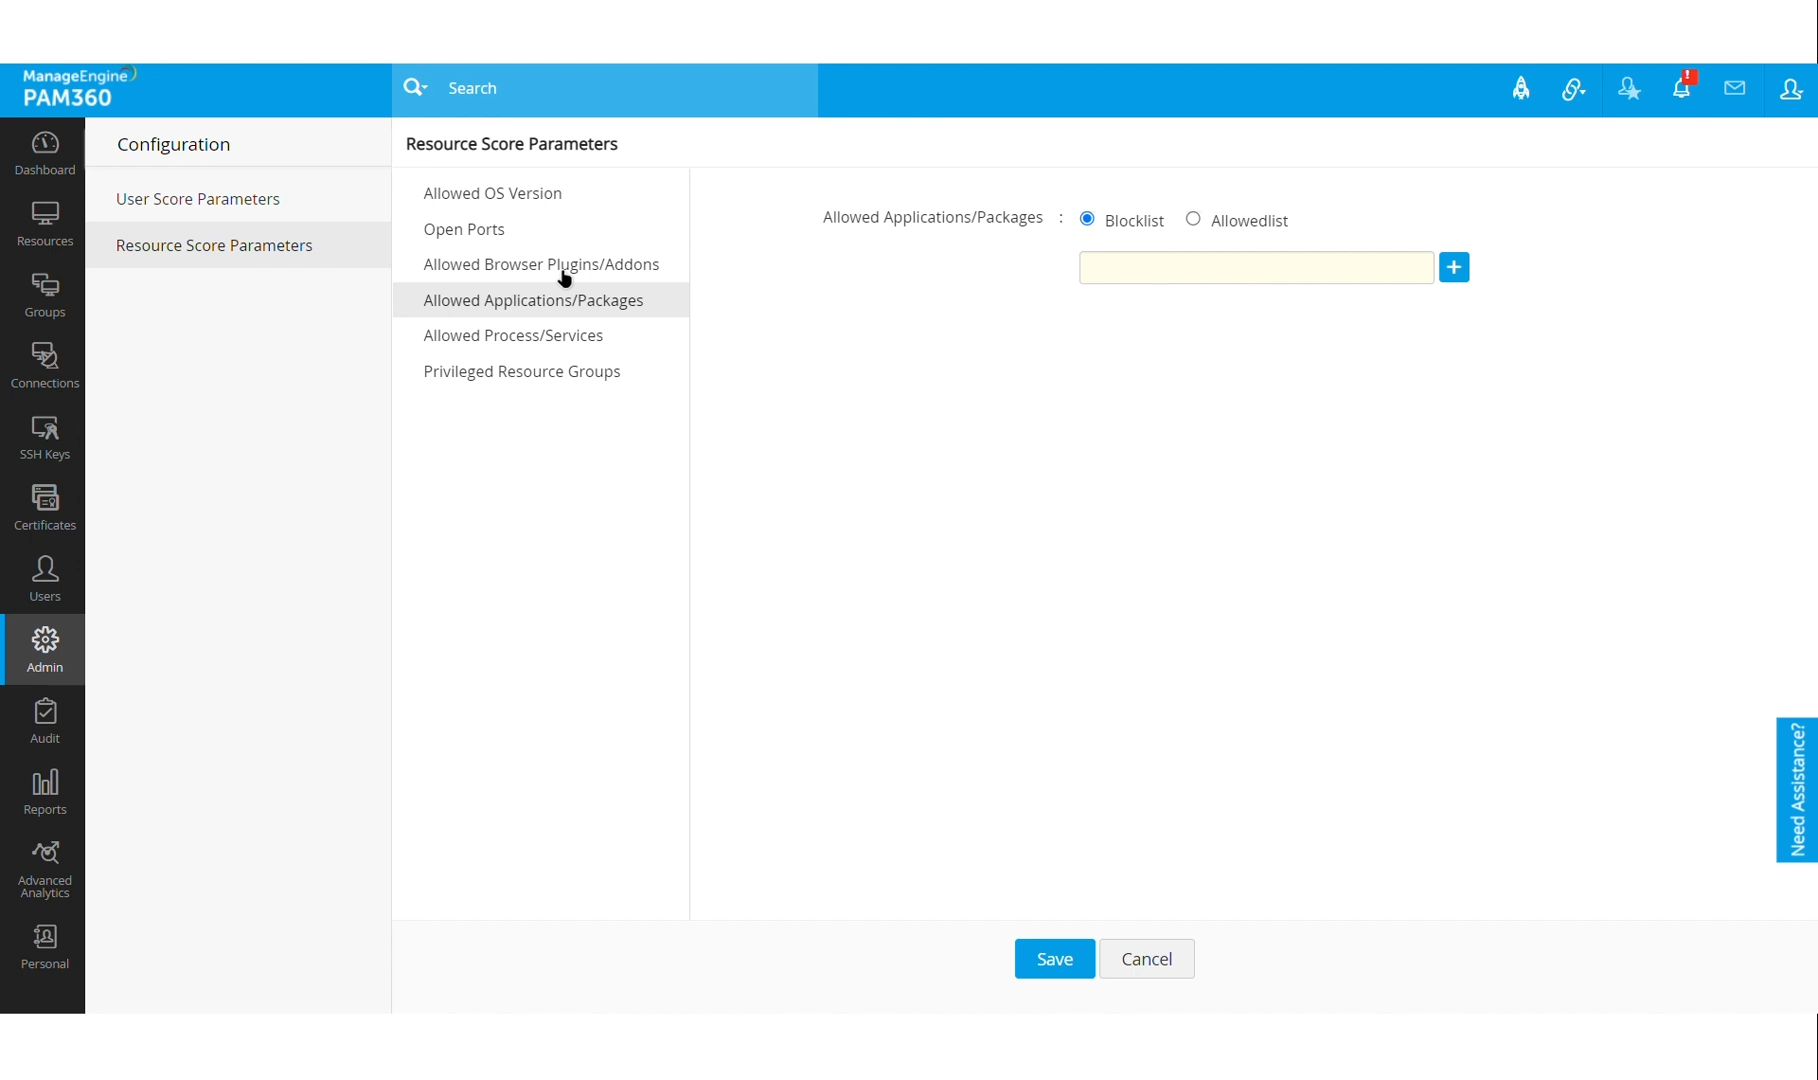 ManageEngine
PAM360
Search
!
Dashboard
Resources
Groups
Connections
SSH Keys
Certificates
Users
Admin
Audit
Reports
Advanced
Analytics
Personal
Configuration
User Score Parameters
Resource Score Parameters
Resource Score Parameters
Allowed OS Version
Open Ports
Allowed Browser Plugins/Addons
Allowed Applications/Packages
Allowed Process/Services
Privileged Resource Groups
Allowed Applications/Packages : Blocklist Allowedlist
+
Need Assistance?
Save Cancel